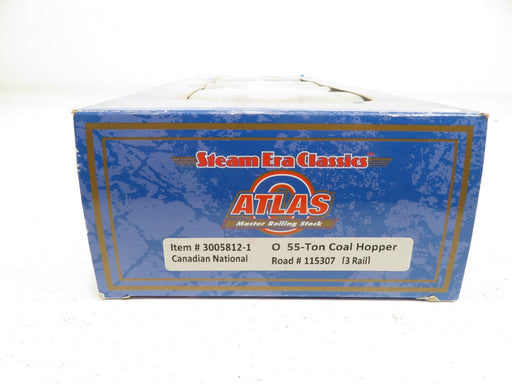 Steam Era Classics
ATLAS
Master Rolling Stock
Item # 3005812-1 O 55-Ton Coal Hopper
Canadian National Road # 115307 [3 Rail]